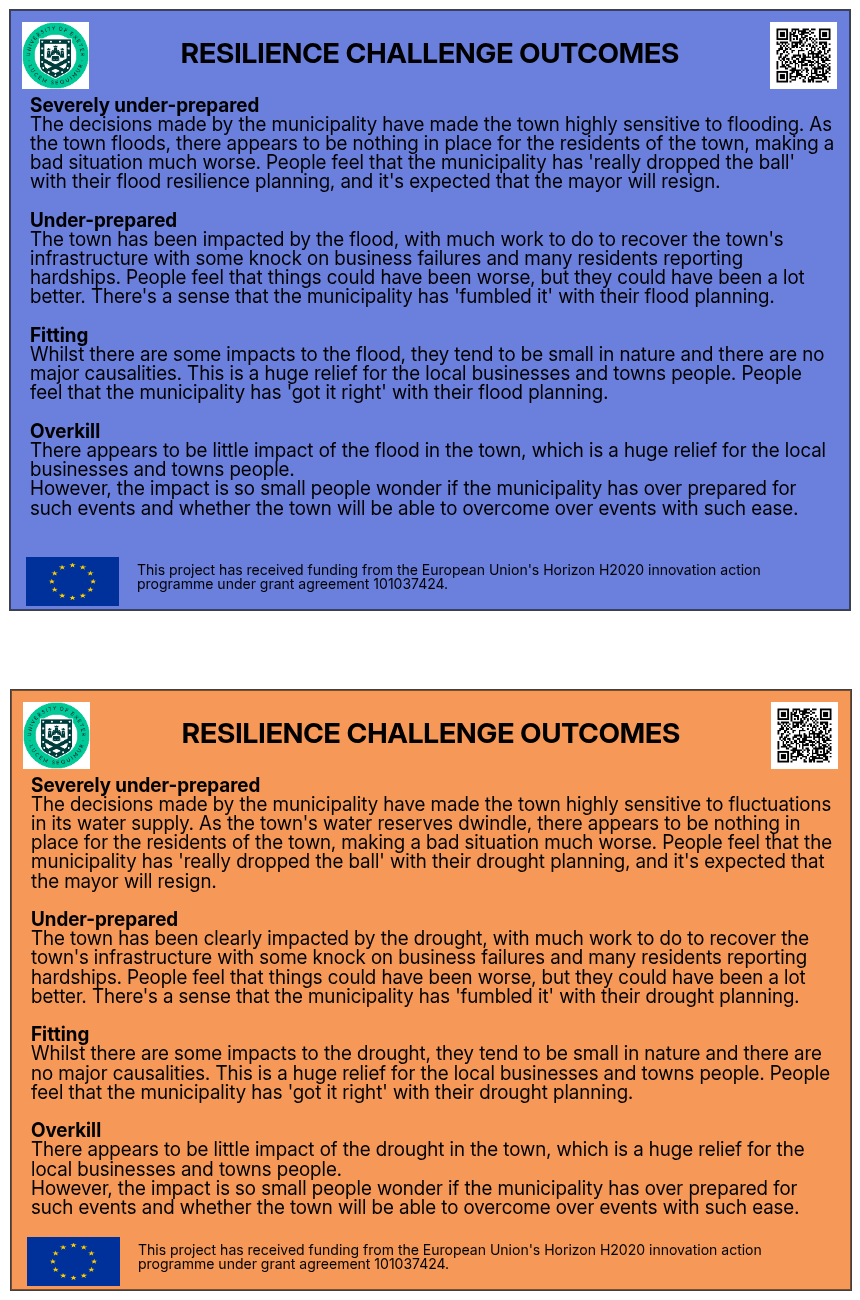 UNIVERSITY OF EXETER
LUCEM SEQUIMUR
RESILIENCE CHALLENGE OUTCOMES
Severely under-prepared
The decisions made by the municipality have made the town highly sensitive to flooding. As
the town floods, there appears to be nothing in place for the residents of the town, making a
bad situation much worse. People feel that the municipality has 'really dropped the ball'
with their flood resilience planning, and it's expected that the mayor will resign.
Under-prepared
The town has been impacted by the flood, with much work to do to recover the town's
infrastructure with some knock on business failures and many residents reporting
hardships. People feel that things could have been worse, but they could have been a lot
better. There's a sense that the municipality has 'fumbled it' with their flood planning.
Fitting
Whilst there are some impacts to the flood, they tend to be small in nature and there are no
major causalities. This is a huge relief for the local businesses and towns people. People
feel that the municipality has 'got it right' with their flood planning.
Overkill
There appears to be little impact of the flood in the town, which is a huge relief for the local
businesses and towns people.
However, the impact is so small people wonder if the municipality has over prepared for
such events and whether the town will be able to overcome over events with such ease.
This project has received funding from the European Union's Horizon H2020 innovation action
programme under grant agreement 101037424.
UNIVERSITY OF EXETER
LUCEM SEQUIMUR
RESILIENCE CHALLENGE OUTCOMES
Severely under-prepared
The decisions made by the municipality have made the town highly sensitive to fluctuations
in its water supply. As the town's water reserves dwindle, there appears to be nothing in
place for the residents of the town, making a bad situation much worse. People feel that the
municipality has 'really dropped the ball' with their drought planning, and it's expected that
the mayor will resign.
Under-prepared
The town has been clearly impacted by the drought, with much work to do to recover the
town's infrastructure with some knock on business failures and many residents reporting
hardships. People feel that things could have been worse, but they could have been a lot
better. There's a sense that the municipality has 'fumbled it' with their drought planning.
Fitting
Whilst there are some impacts to the drought, they tend to be small in nature and there are
no major causalities. This is a huge relief for the local businesses and towns people. People
feel that the municipality has 'got it right' with their drought planning.
Overkill
There appears to be little impact of the drought in the town, which is a huge relief for the
local businesses and towns people.
However, the impact is so small people wonder if the municipality has over prepared for
such events and whether the town will be able to overcome over events with such ease.
This project has received funding from the European Union's Horizon H2020 innovation action
programme under grant agreement 101037424.